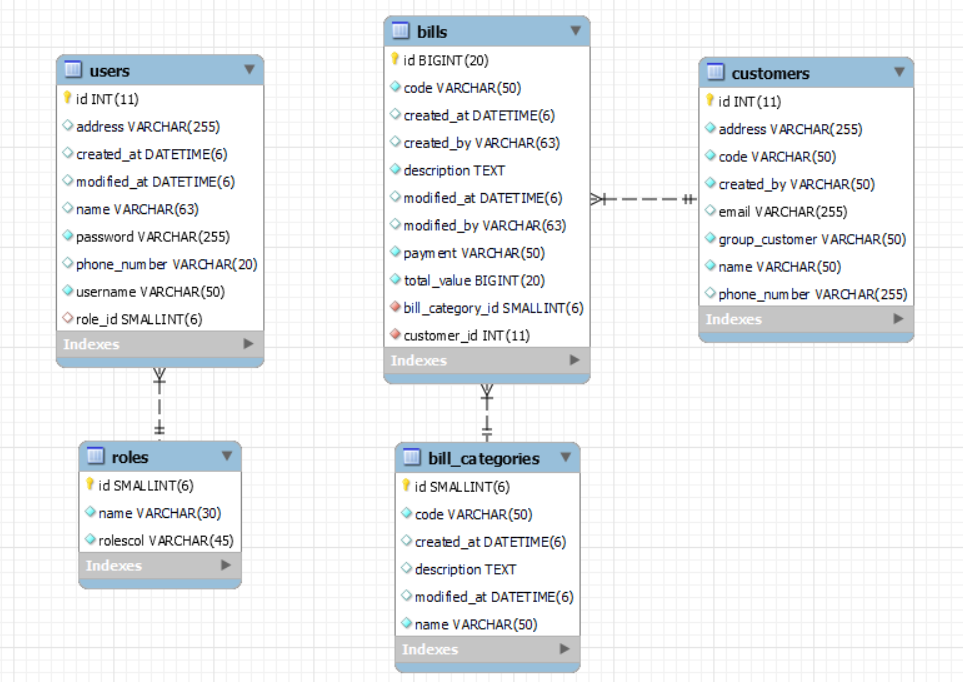 users
id INT(11)
address VARCHAR(255)
created_at DATETIME(6)
modified_at DATETIME(6)
name VARCHAR(63)
password VARCHAR(255)
phone_number VARCHAR(20)
username VARCHAR(50)
role_id SMALLINT(6)
Indexes
roles
id SMALLINT(6)
name VARCHAR(30)
rolescol VARCHAR(45)
Indexes
bills
id BIGINT(20)
code VARCHAR(50)
created_at DATETIME(6)
created_by VARCHAR(63)
description TEXT
modified_at DATETIME(6)
modified_by VARCHAR(63)
payment VARCHAR(50)
total_value BIGINT(20)
bill_category_id SMALLINT(6)
customer_id INT(11)
Indexes
bill_categories
id SMALLINT(6)
code VARCHAR(50)
created_at DATETIME(6)
description TEXT
modified_at DATETIME(6)
name VARCHAR(50)
Indexes
customers
id INT(11)
address VARCHAR(255)
code VARCHAR(50)
created_by VARCHAR(50)
email VARCHAR(255)
group_customer VARCHAR(50)
name VARCHAR(50)
phone_number VARCHAR(255)
Indexes